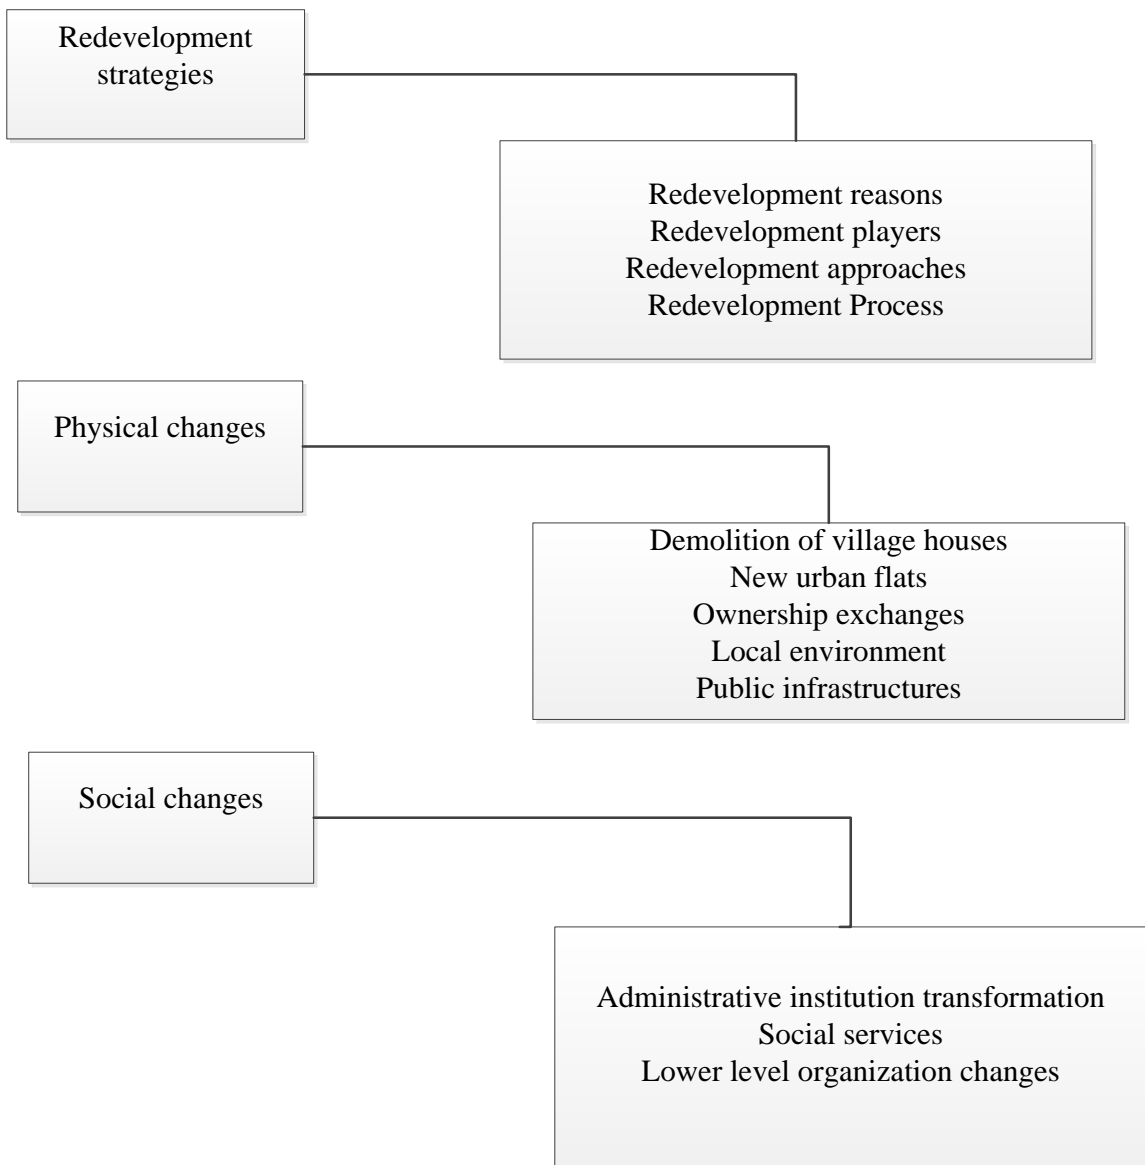 Redevelopment
strategies
Redevelopment reasons
Redevelopment players
Redevelopment approaches
Redevelopment Process
Physical changes
Demolition of village houses
New urban flats
Ownership exchanges
Local environment
Public infrastructures
Social changes
Administrative institution transformation
Social services
Lower level organization changes